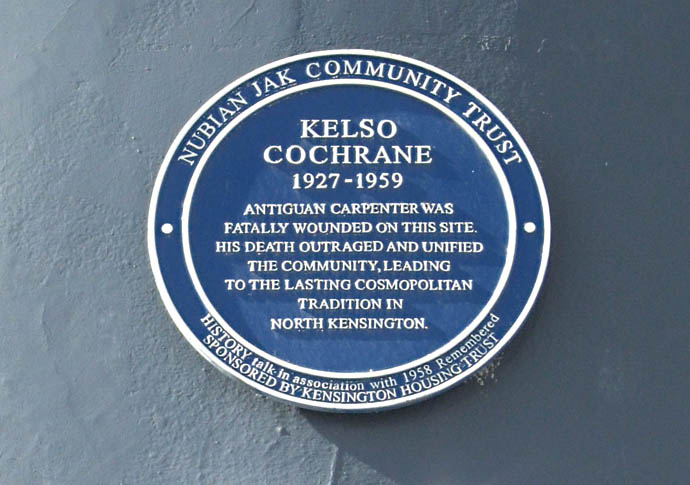 NUBIAN JAK COMMUNITY TRUST
KELSO
COCHRANE
1927-1959
ANTIGUAN CARPENTER WAS
FATALLY WOUNDED ON THIS SITE.
HIS DEATH OUTRAGED AND UNIFIED
THE COMMUNITY, LEADING
TO THE LASTING COSMOPOLITAN
TRADITION IN
NORTH KENSINGTON.
HISTORY talk in association with 1958 Remembered
SPONSORED BY KENSINGTON HOUSING TRUST